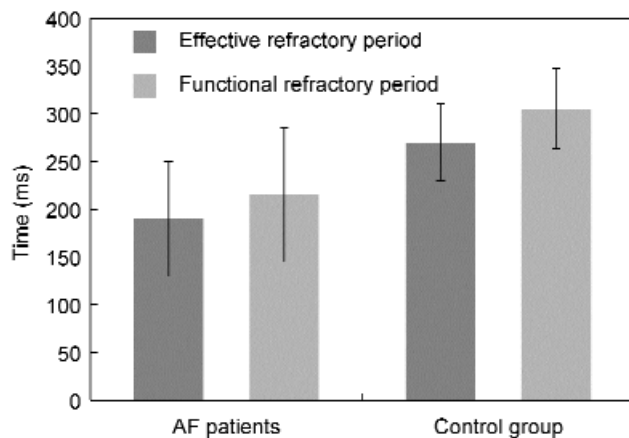 400
Effective refractory period
350
Functional refractory period
300
250
200
150
100
50
0
Time (ms)
AF patients Control group